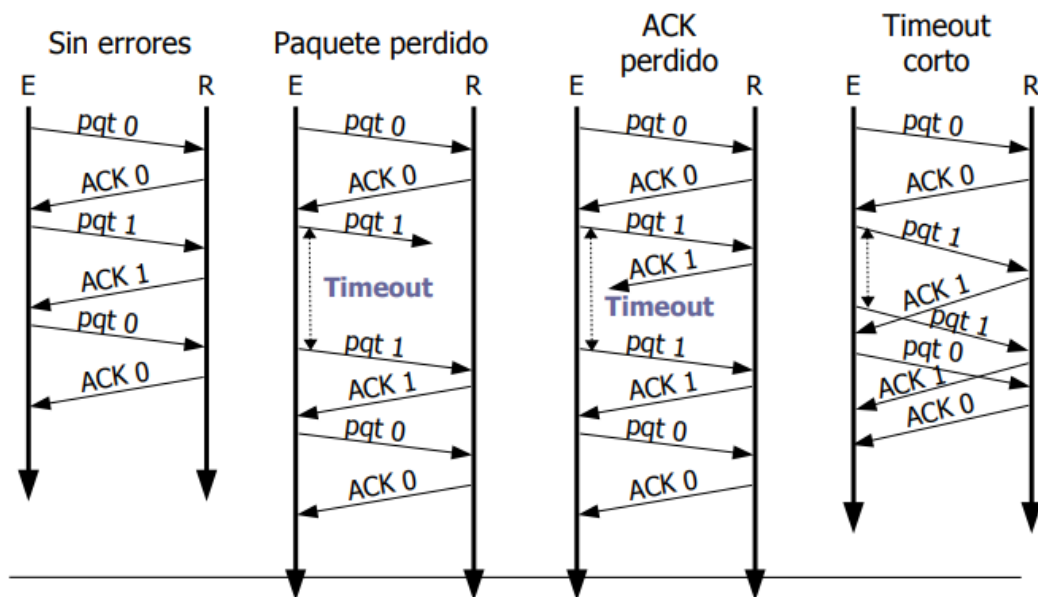 Sin errores
E R
pqt 0
ACK 0
pqt 1
ACK 1
pqt 0
ACK 0
Paquete perdido
E R
pqt 0
ACK 0
pqt 1
Timeout
pqt 1
ACK 1
pqt 0
ACK 0
ACK
perdido
E R
pqt 0
ACK 0
pqt 1
ACK 1
Timeout
pqt 1
ACK 1
pqt 0
ACK 0
Timeout
corto
E R
pqt 0
ACK 0
pqt 1
ACK 1
pqt 1
pqt 0
ACK 1
ACK 0